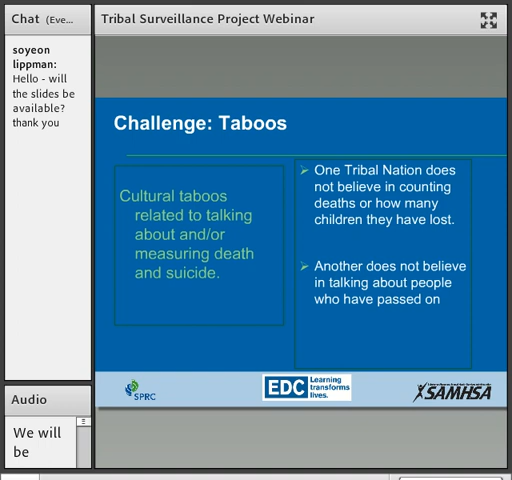 Chat (Eve...
Tribal Surveillance Project Webinar
soyeon
lippman:
Hello - will
the slides be
available?
thank you
Challenge: Taboos
Cultural taboos
related to talking
about and/or
measuring death
and suicide.
One Tribal Nation does
not believe in counting
deaths or how many
children they have lost.
Another does not believe
in talking about people
who have passed on
SPRC
EDC Learning
transforms
lives.
SAMHSA
Audio
We will
be